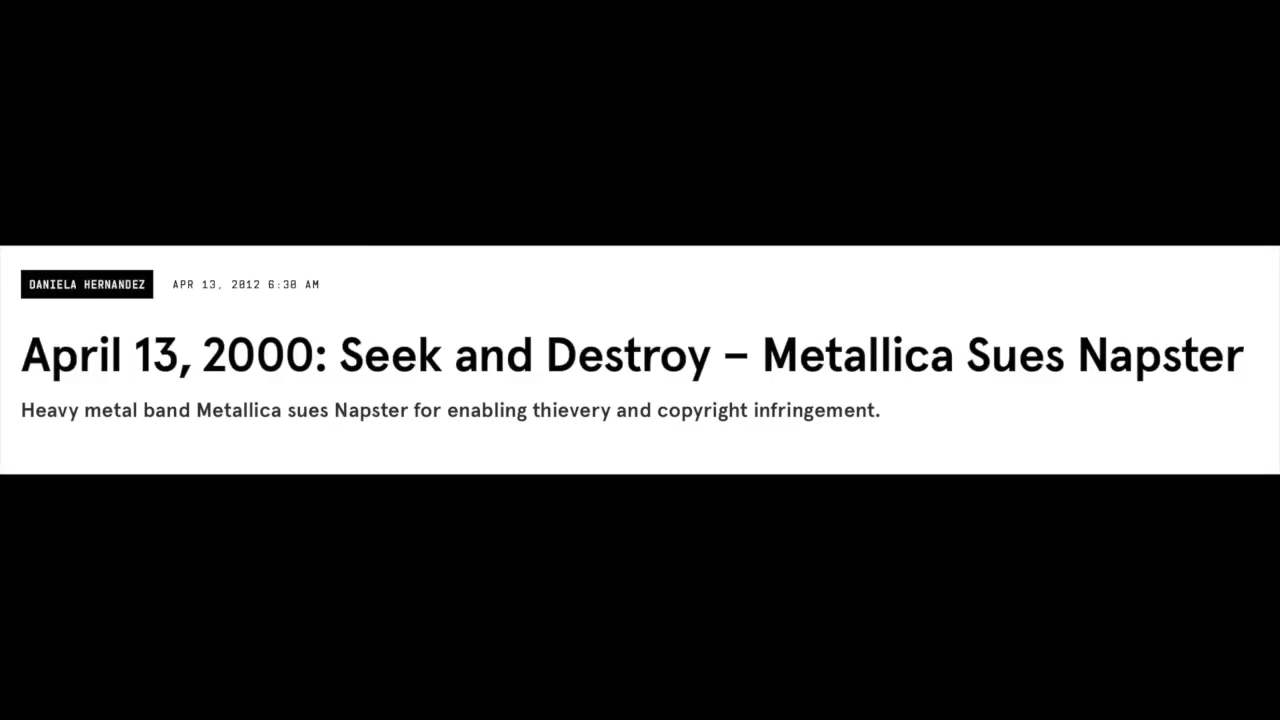 DANIELA HERNANDEZ APR 13, 2012 6:30 AM
April 13, 2000: Seek and Destroy – Metallica Sues Napster
Heavy metal band Metallica sues Napster for enabling thievery and copyright infringement.